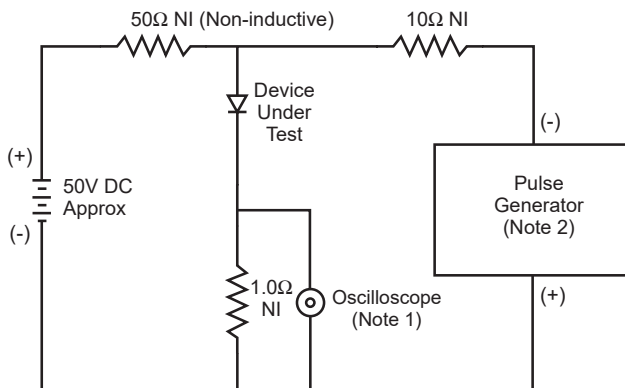 50Ω NI (Non-inductive)
10Ω NI
Device
Under
Test
(-)
(+)
50V DC
Approx
(-)
Pulse
Generator
(Note 2)
1.0Ω
NI
Oscilloscope
(Note 1)
(+)